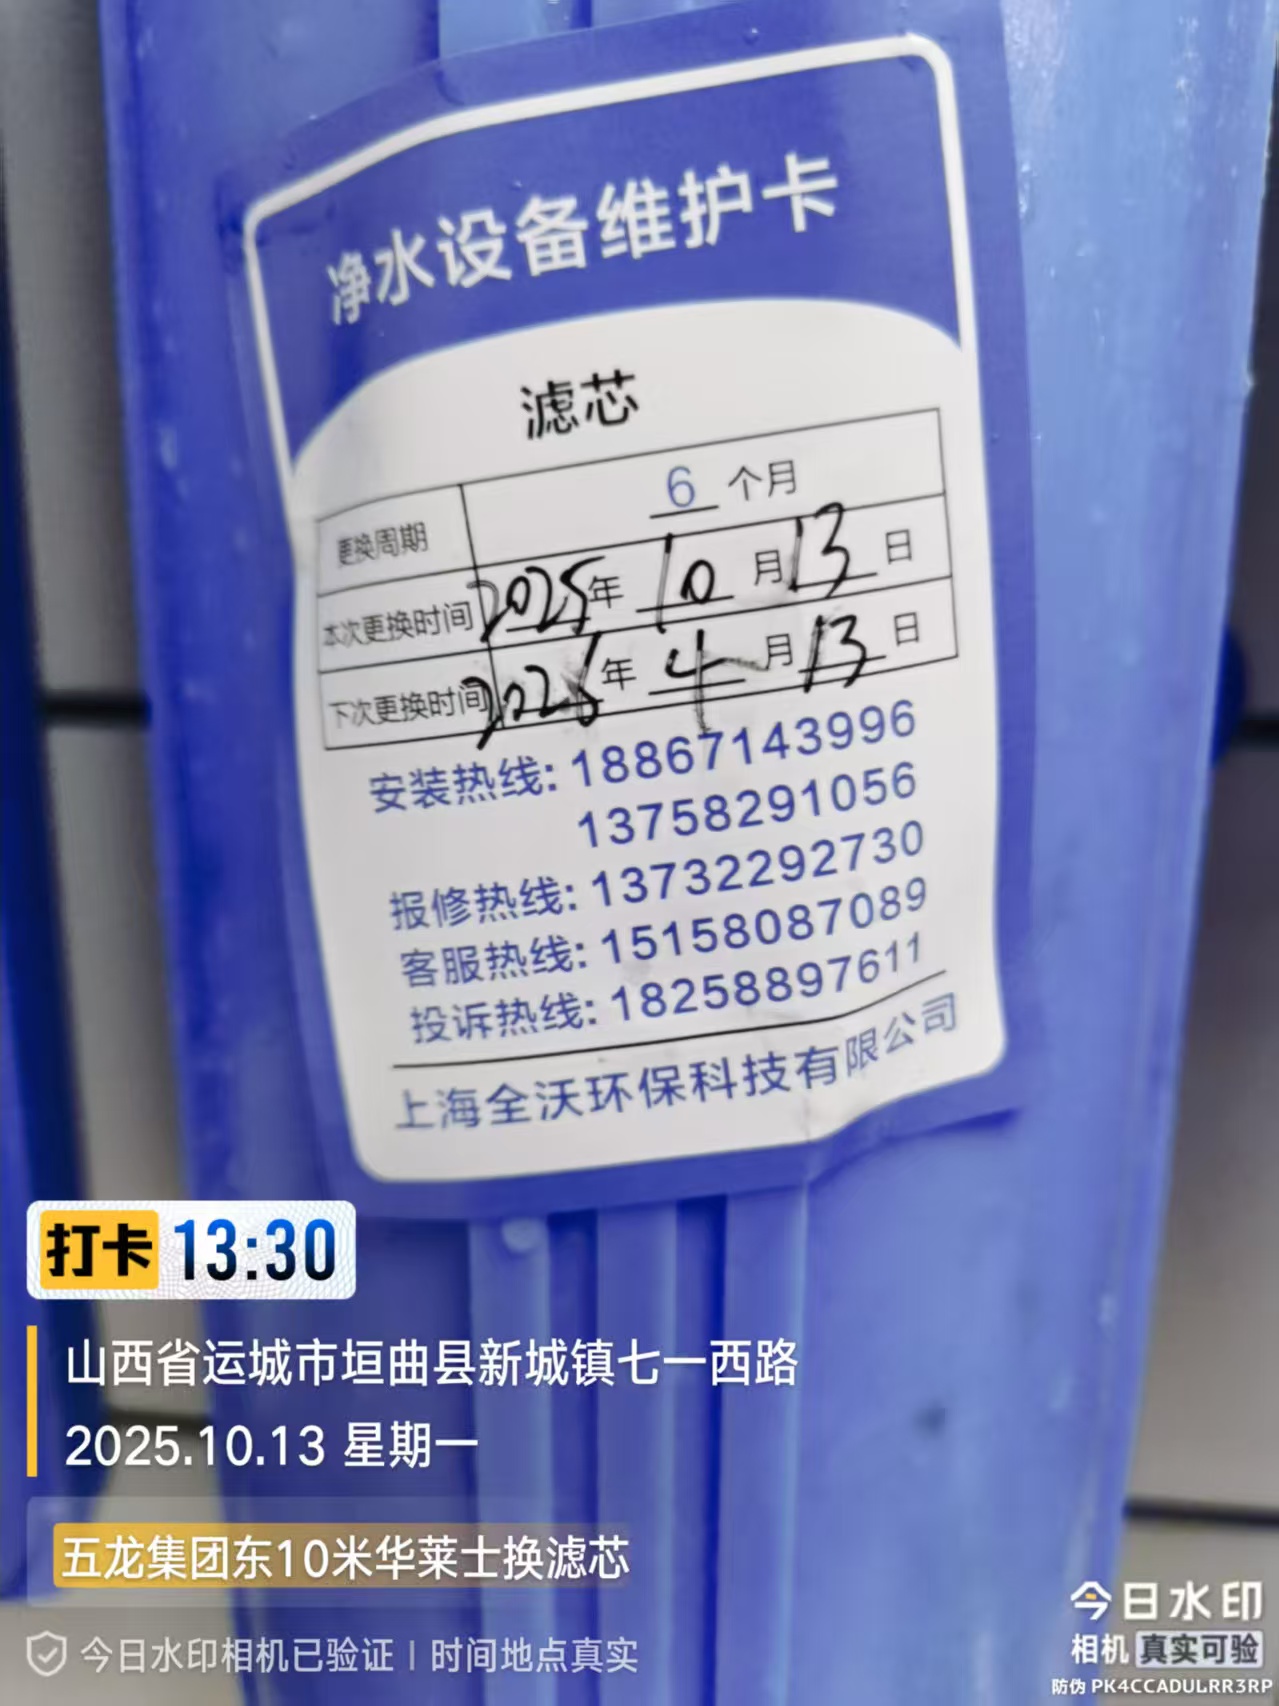 净水设备维护卡
滤芯
更换周期 6 个月
本次更换时间 2025年 10 月 13 日
下次更换时间 2026年 4 月 13 日
安装热线: 18867143996
13758291056
报修热线: 13732292730
客服热线: 15158087089
投诉热线: 18258897611
上海全沃环保科技有限公司
打卡 13:30
山西省运城市垣曲县新城镇七一西路
2025.10.13 星期一
五龙集团东10米华莱士换滤芯
今日水印相机已验证 | 时间地点真实
今日水印
相机 真实可验
防伪 PK4CCADULRR3RP